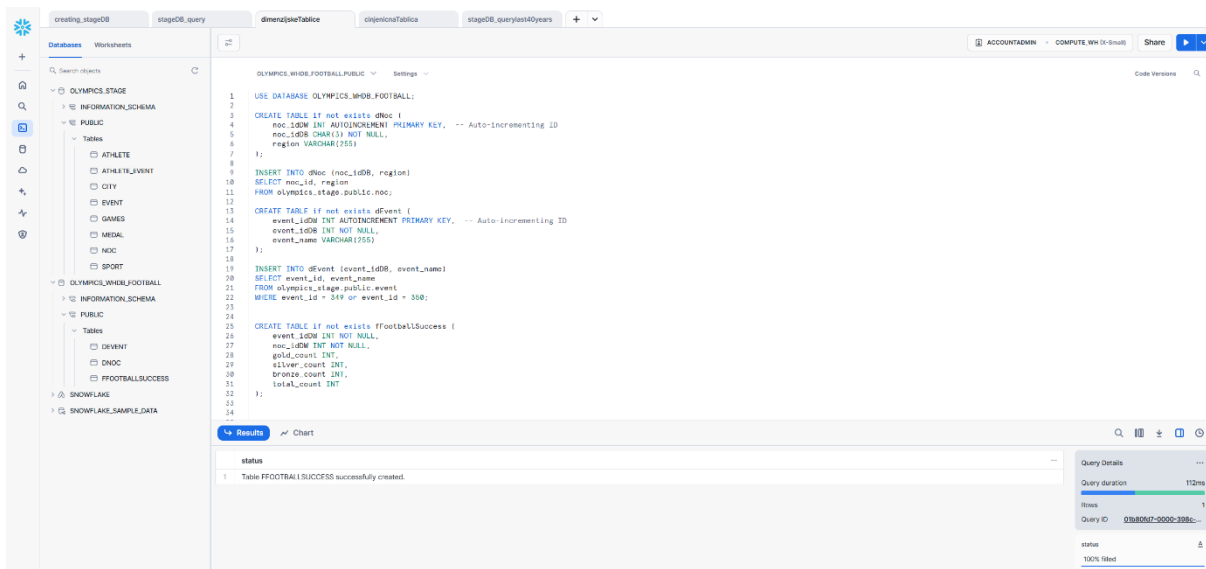 creating_stageDB
stageDB_query
dimenzijskeTablice
cinjenicnaTablica
stageDB_querylast40years
Databases
Worksheets
Search objects
OLYMPICS_STAGE
INFORMATION_SCHEMA
PUBLIC
Tables
ATHLETE
ATHLETE_EVENT
CITY
EVENT
GAMES
MEDAL
NOC
SPORT
OLYMPICS_WHDB_FOOTBALL
INFORMATION_SCHEMA
PUBLIC
Tables
DEVENT
DNOC
FFOOTBALLSUCCESS
SNOWFLAKE
SNOWFLAKE_SAMPLE_DATA
ACCOUNTADMIN
COMPUTE_WH (X-Small)
Share
OLYMPICS_WHDB_FOOTBALL.PUBLIC
Settings
Code Versions
1 USE DATABASE OLYMPICS_WHDB_FOOTBALL;
2
3 CREATE TABLE if not exists dNoc (
4 noc_idDW INT AUTOINCREMENT PRIMARY KEY, -- Auto-incrementing ID
5 noc_idDB CHAR(3) NOT NULL,
6 region VARCHAR(255)
7 );
8
9 INSERT INTO dNoc (noc_idDB, region)
10 SELECT noc_id, region
11 FROM olympics_stage.public.noc;
12
13 CREATE TABLE if not exists dEvent (
14 event_idDW INT AUTOINCREMENT PRIMARY KEY, -- Auto-incrementing ID
15 event_idDB INT NOT NULL,
16 event_name VARCHAR(255)
17 );
18
19 INSERT INTO dEvent (event_idDB, event_name)
20 SELECT event_id, event_name
21 FROM olympics_stage.public.event
22 WHERE event_id = 349 or event_id = 350;
23
24
25 CREATE TABLE if not exists fFootballSuccess (
26 event_idDW INT NOT NULL,
27 noc_idDW INT NOT NULL,
28 gold_count INT,
29 silver_count INT,
30 bronze_count INT,
31 total_count INT
32 );
33
34
Results
Chart
status
1 Table FFOOTBALLSUCCESS successfully created.
Query Details
Query duration 112ms
Rows 1
Query ID
status
100% filled